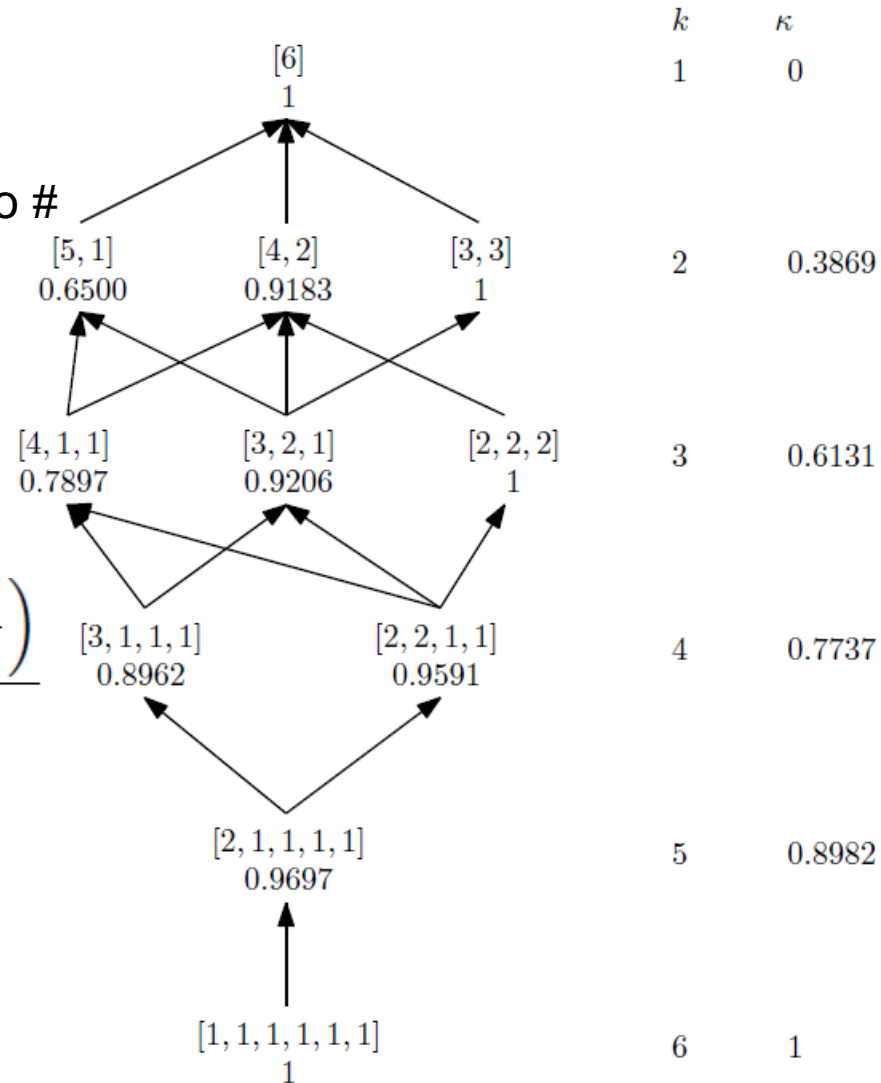 k κ
[6]
1 1 0
o #
[5, 1] [4, 2] [3, 3]
0.6500 0.9183 1 2 0.3869
[4, 1, 1] [3, 2, 1] [2, 2, 2]
0.7897 0.9206 1 3 0.6131
)
[3, 1, 1, 1] [2, 2, 1, 1]
0.8962 0.9591 4 0.7737
[2, 1, 1, 1, 1]
0.9697 5 0.8982
[1, 1, 1, 1, 1, 1]
1 6 1